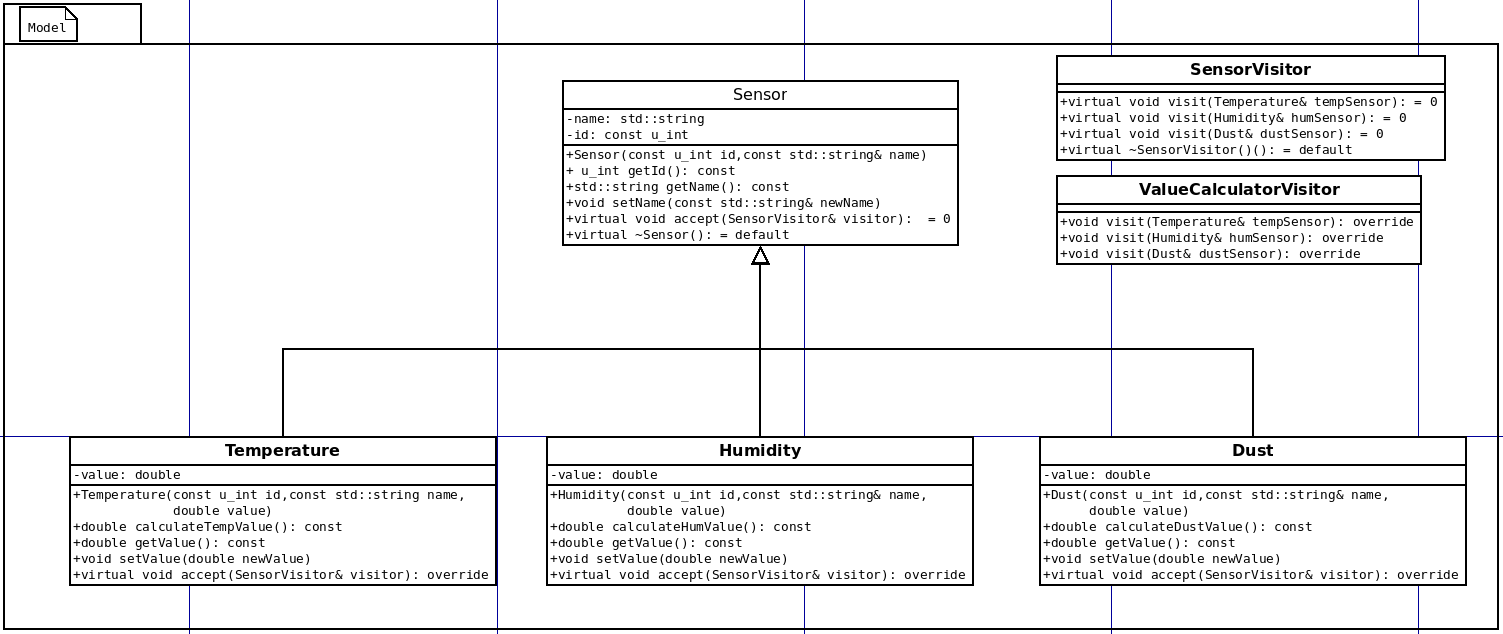 Model
Sensor
-name: std::string
-id: const u_int
+Sensor(const u_int id,const std::string& name)
+ u_int getId(): const
+std::string getName(): const
+void setName(const std::string& newName)
+virtual void accept(SensorVisitor& visitor):  = 0
+virtual ~Sensor(): = default
SensorVisitor
+virtual void visit(Temperature& tempSensor): = 0
+virtual void visit(Humidity& humSensor): = 0
+virtual void visit(Dust& dustSensor): = 0
+virtual ~SensorVisitor()(): = default
ValueCalculatorVisitor
+void visit(Temperature& tempSensor): override
+void visit(Humidity& humSensor): override
+void visit(Dust& dustSensor): override
Temperature
-value: double
+Temperature(const u_int id,const std::string name,
double value)
+double calculateTempValue(): const
+double getValue(): const
+void setValue(double newValue)
+virtual void accept(SensorVisitor& visitor): override
Humidity
-value: double
+Humidity(const u_int id,const std::string& name,
double value)
+double calculateHumValue(): const
+double getValue(): const
+void setValue(double newValue)
+virtual void accept(SensorVisitor& visitor): override
Dust
-value: double
+Dust(const u_int id,const std::string& name,
double value)
+double calculateDustValue(): const
+double getValue(): const
+void setValue(double newValue)
+virtual void accept(SensorVisitor& visitor): override